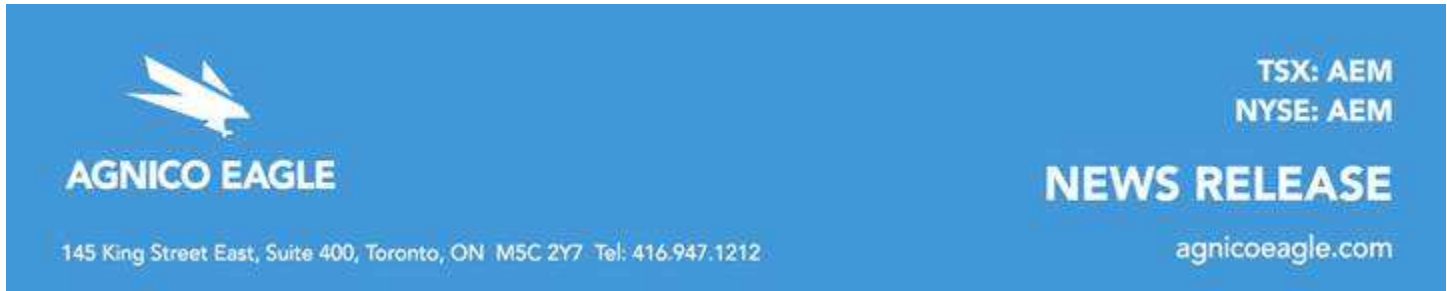 AGNICO EAGLE
145 King Street East, Suite 400, Toronto, ON M5C 2Y7 Tel: 416.947.1212
TSX: AEM
NYSE: AEM
NEWS RELEASE
agnicoeagle.com